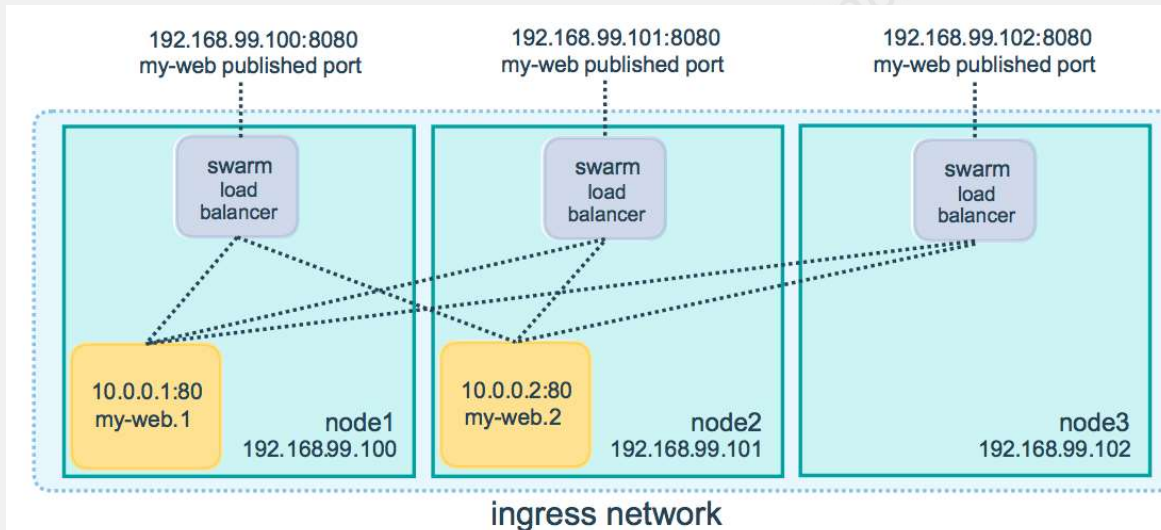 192.168.99.100:8080
my-web published port
192.168.99.101:8080
my-web published port
192.168.99.102:8080
my-web published port
swarm
load
balancer
swarm
load
balancer
swarm
load
balancer
10.0.0.1:80
my-web.1
node1
192.168.99.100
10.0.0.2:80
my-web.2
node2
192.168.99.101
node3
192.168.99.102
ingress network